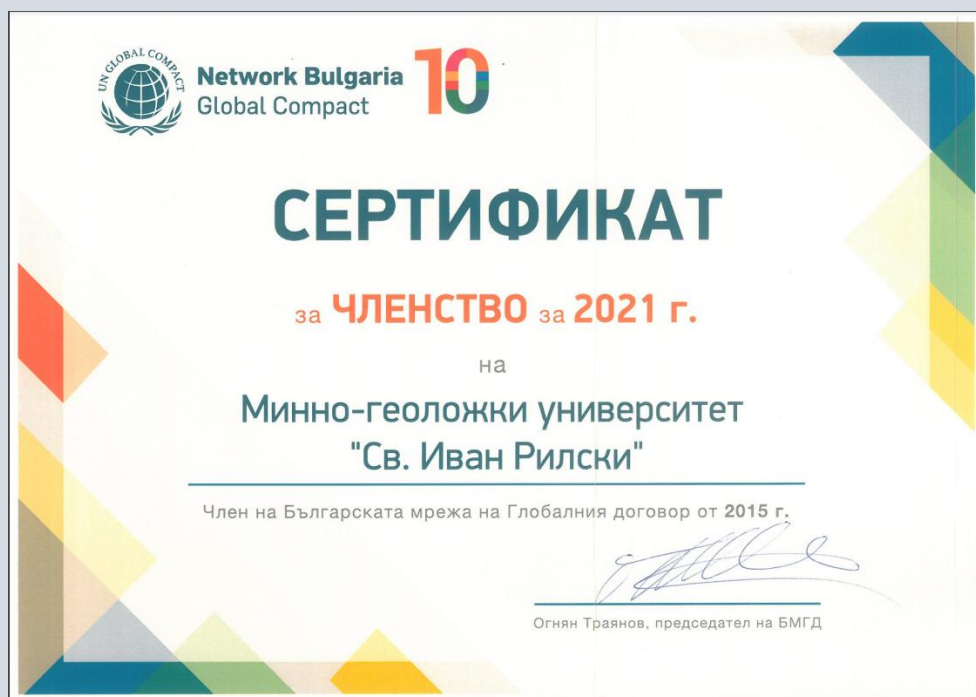 UN GLOBAL COMPACT
Network Bulgaria 10
Global Compact
СЕРТИФИКАТ
за ЧЛЕНСТВО за 2021 г.
на
Минно-геоложки университет
"Св. Иван Рилски"
Член на Българската мрежа на Глобалния договор от 2015 г.
Огнян Траянов, председател на БМГД